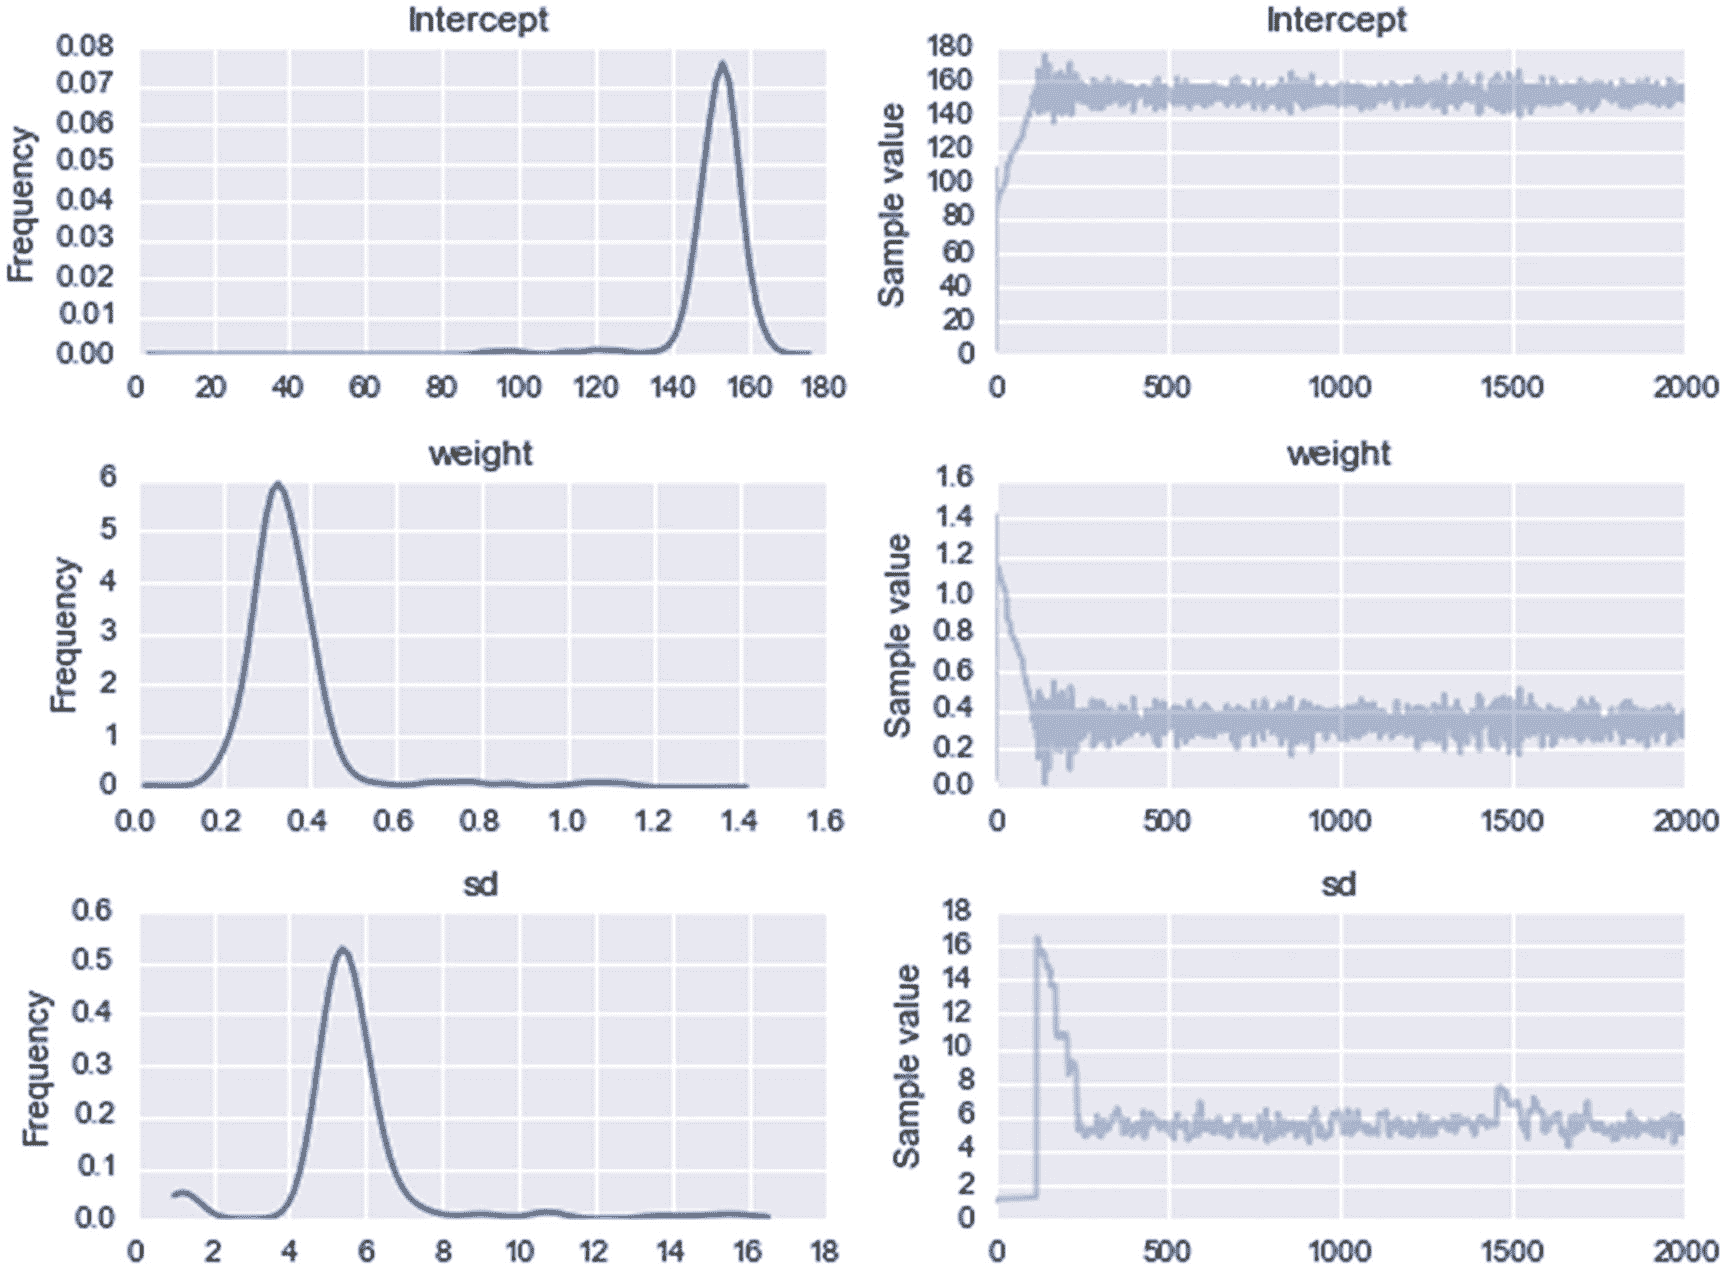 Intercept
Frequency
0.08
0.07
0.06
0.05
0.04
0.03
0.02
0.01
0.00
0 20 40 60 80 100 120 140 160 180
Intercept
Sample value
180
160
140
120
100
80
60
40
20
0
0 500 1000 1500 2000
weight
Frequency
6
5
4
3
2
1
0
0.0 0.2 0.4 0.6 0.8 1.0 1.2 1.4 1.6
weight
Sample value
1.6
1.4
1.2
1.0
0.8
0.6
0.4
0.2
0.0
0 500 1000 1500 2000
sd
Frequency
0.6
0.5
0.4
0.3
0.2
0.1
0.0
0 2 4 6 8 10 12 14 16 18
sd
Sample value
18
16
14
12
10
8
6
4
2
0
0 500 1000 1500 2000